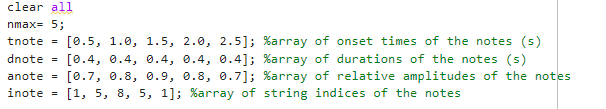 clear all
nmax= 5;
tnote = [0.5, 1.0, 1.5, 2.0, 2.5]; %array of onset times of the notes (s)
dnote = [0.4, 0.4, 0.4, 0.4, 0.4]; %array of durations of the notes (s)
anote = [0.7, 0.8, 0.9, 0.8, 0.7]; %array of relative amplitudes of the notes
inote = [1, 5, 8, 5, 1]; %array of string indices of the notes